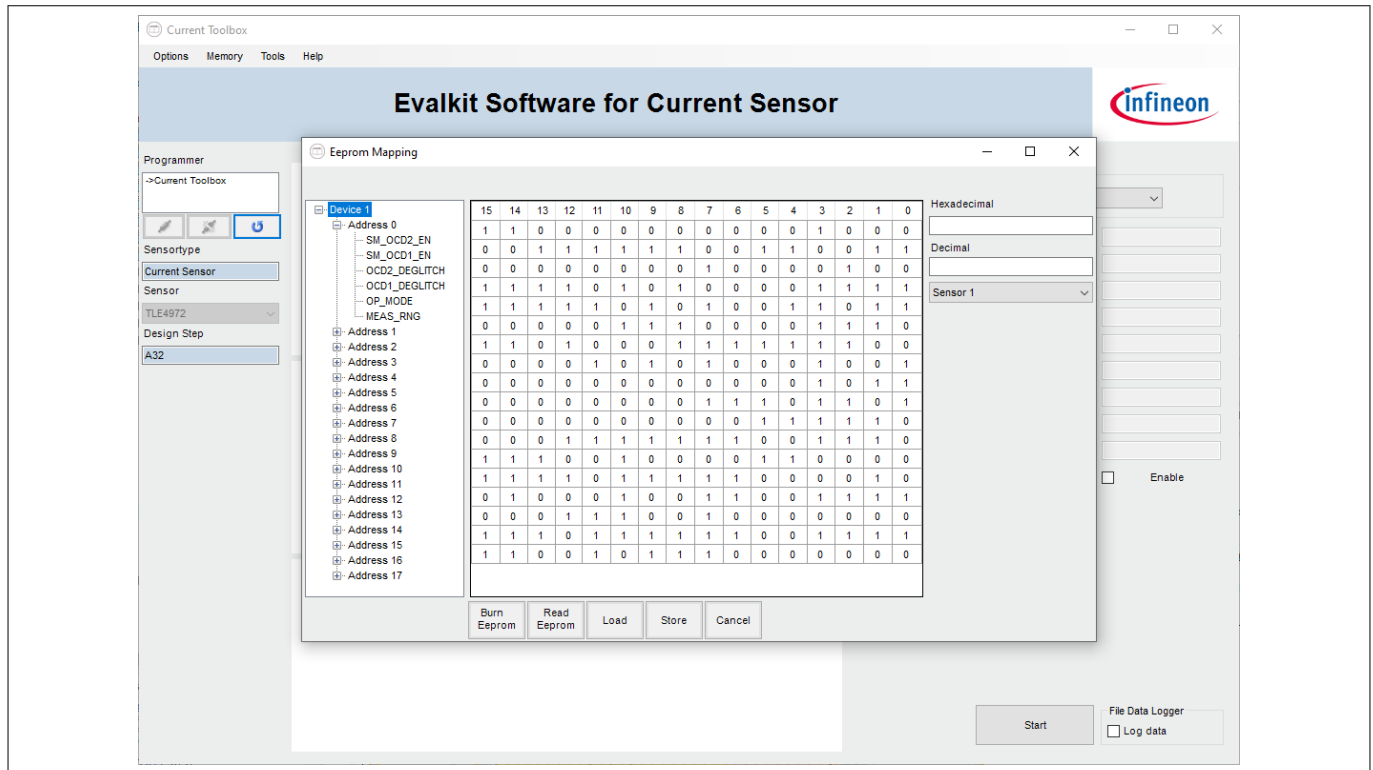 Current Toolbox
Options Memory Tools Help
Evalkit Software for Current Sensor
infineon
Programmer
->Current Toolbox
Sensortype
Current Sensor
Sensor
TLE4972
Design Step
A32
Eeprom Mapping
Device 1
Address 0
SM_OCD2_EN
SM_OCD1_EN
OCD2_DEGLITCH
OCD1_DEGLITCH
OP_MODE
MEAS_RNG
Address 1
Address 2
Address 3
Address 4
Address 5
Address 6
Address 7
Address 8
Address 9
Address 10
Address 11
Address 12
Address 13
Address 14
Address 15
Address 16
Address 17
15 14 13 12 11 10 9 8 7 6 5 4 3 2 1 0
1 1 0 0 0 0 0 0 0 0 0 0 1 0 0 0
0 0 1 1 1 1 1 1 0 0 1 1 0 0 1 1
0 0 0 0 0 0 0 0 1 0 0 0 0 1 0 0
1 1 1 1 0 1 0 1 0 0 0 0 1 1 1 1
1 1 1 1 1 0 1 0 1 0 0 1 1 0 1 1
0 0 0 0 0 1 1 1 0 0 0 0 1 1 1 0
1 1 0 1 0 0 0 1 1 1 1 1 1 1 0 0
0 0 0 0 1 0 1 0 1 0 0 0 1 0 0 1
0 0 0 0 0 0 0 0 0 0 0 0 1 0 1 1
0 0 0 0 0 0 0 0 1 1 1 0 1 1 0 1
0 0 0 0 0 0 0 0 0 0 1 1 1 1 1 0
0 0 0 1 1 1 1 1 1 1 0 0 1 1 1 0
1 1 1 0 0 1 0 0 0 0 1 1 0 0 0 0
1 1 1 1 0 1 1 1 1 1 0 0 0 0 1 0
0 1 0 0 0 1 0 0 1 1 0 0 1 1 1 1
0 0 0 1 1 1 0 0 1 0 0 0 0 0 0 0
1 1 1 0 1 1 1 1 1 1 0 0 1 1 1 1
1 1 0 0 1 0 1 1 1 0 0 0 0 0 0 0
Hexadecimal
Decimal
Sensor 1
Burn Eeprom
Read Eeprom
Load
Store
Cancel
Enable
Start
File Data Logger
Log data